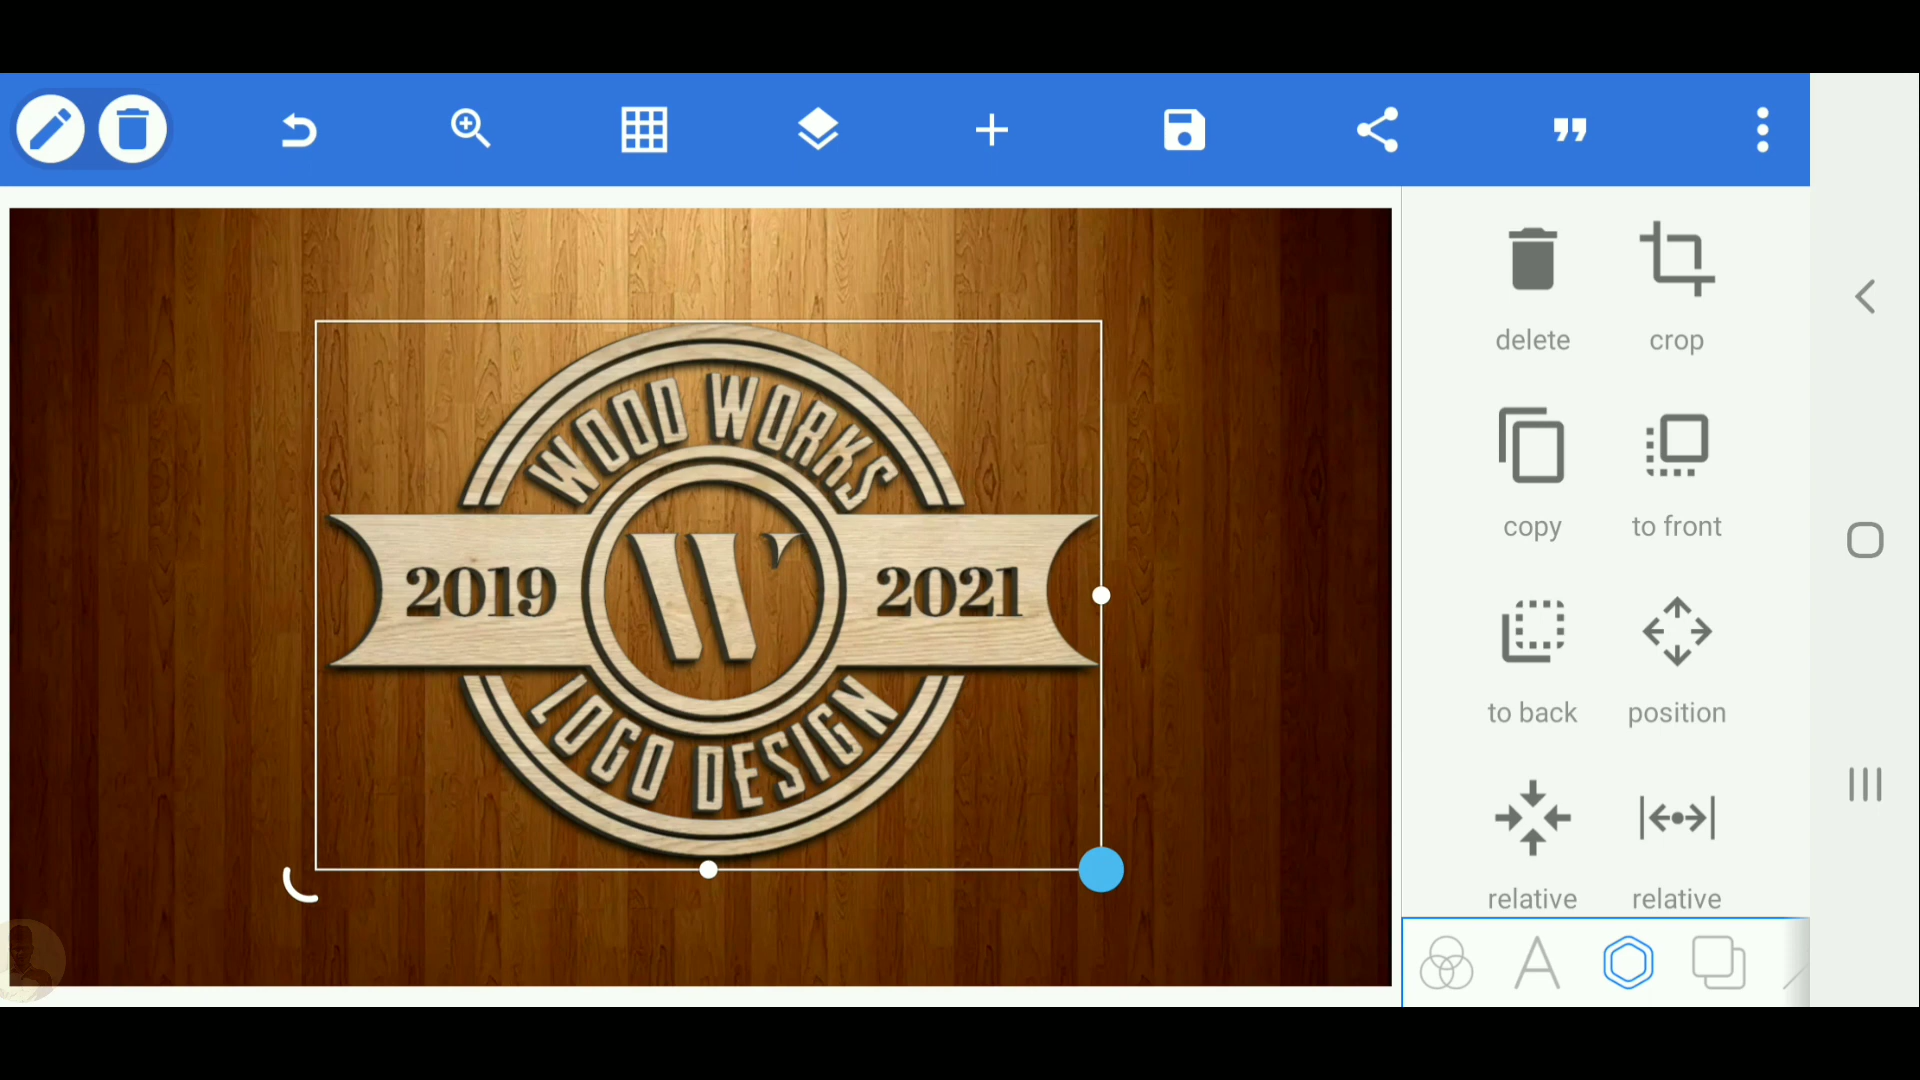 delete
crop
WOOD WORKS
copy
to front
W
2019
2021
to back
position
LOGO DESIGN
relative
relative